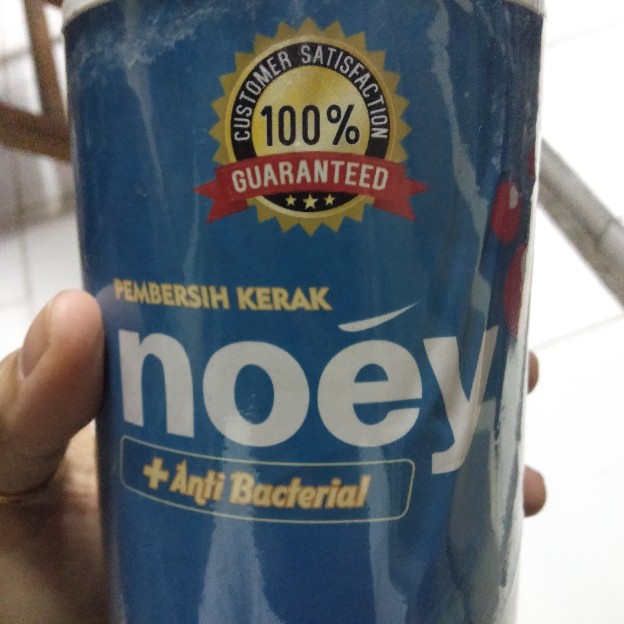 CUSTOMER SATISFACTION
100%
GUARANTEED
PEMBERSIH KERAK
noéy
+ Anti Bacterial